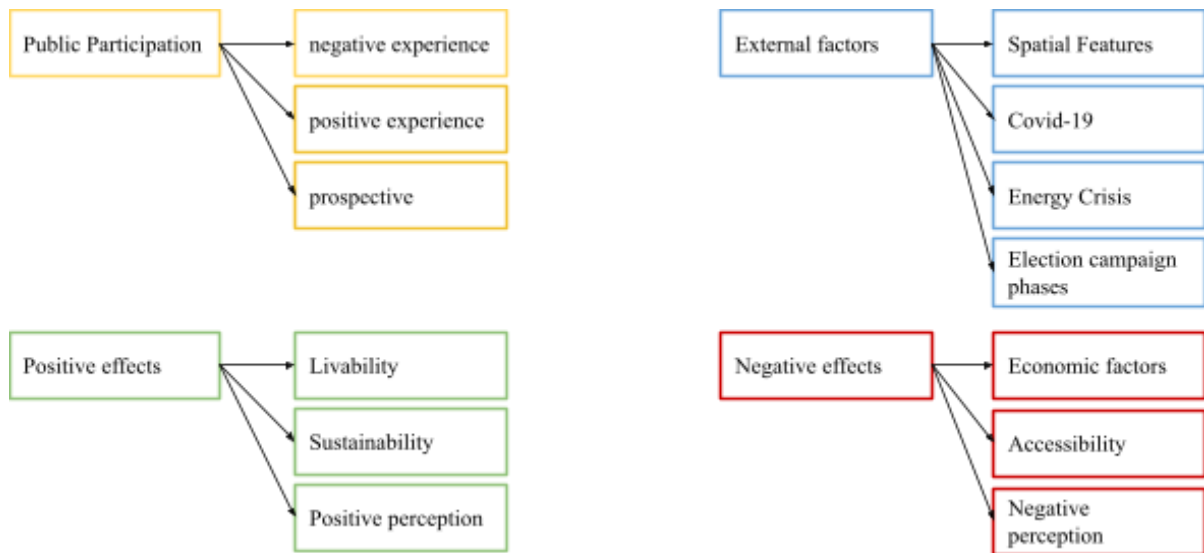 Public Participation
negative experience
positive experience
prospective
External factors
Spatial Features
Covid-19
Energy Crisis
Election campaign
phases
Positive effects
Livability
Sustainability
Positive perception
Negative effects
Economic factors
Accessibility
Negative
perception